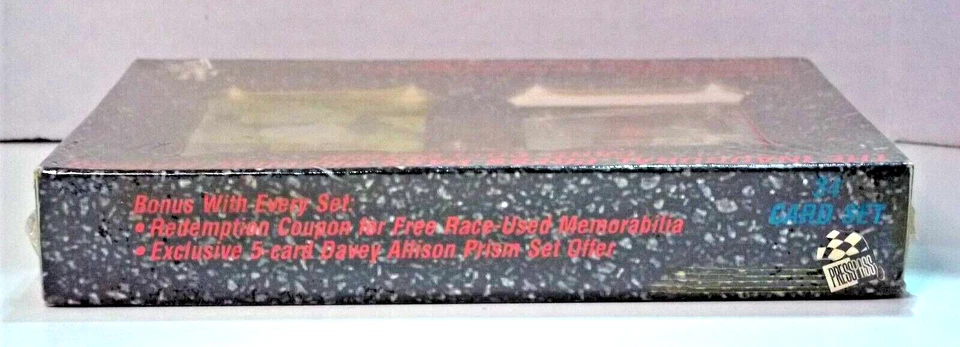 Bonus With Every Set:
• Redemption Coupon for Free Race-Used Memorabilia
• Exclusive 5-card Davey Allison Prism Set Offer
34
CARD SET
PRESS PASS